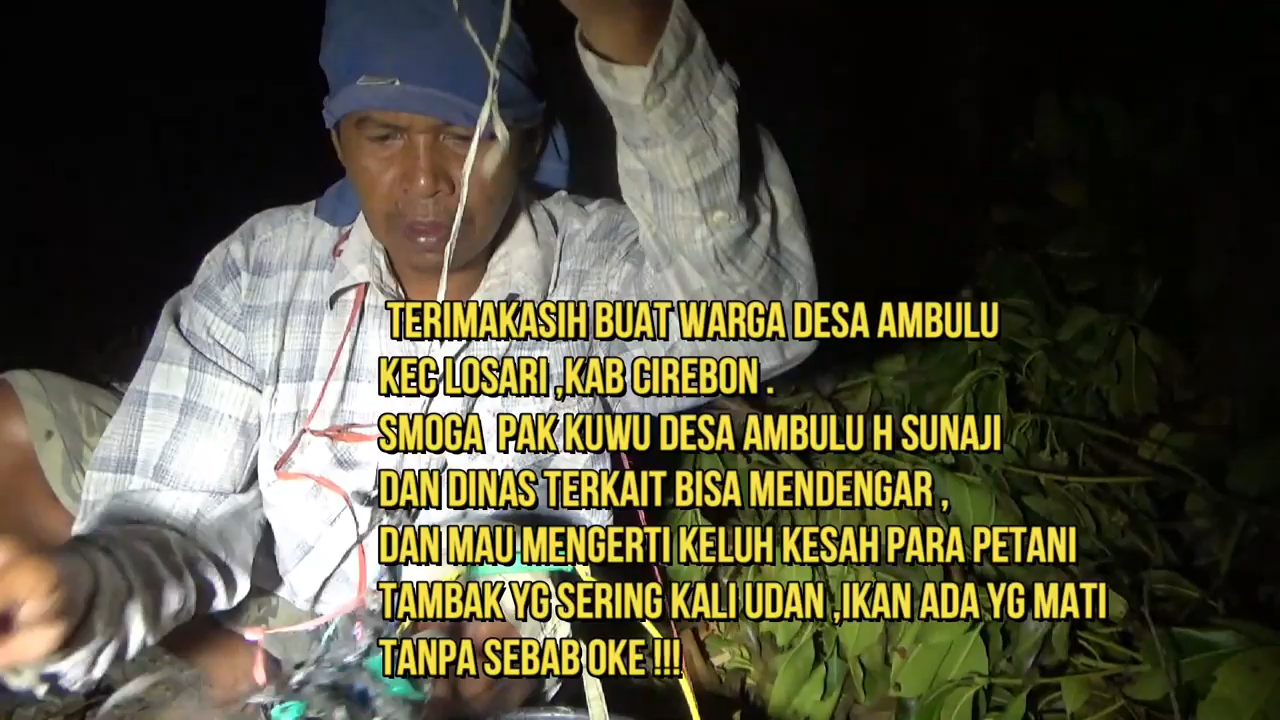 TERIMAKASIH BUAT WARGA DESA AMBULU
KEC LOSARI ,KAB CIREBON .
SMOGA PAK KUWU DESA AMBULU H SUNAJI
DAN DINAS TERKAIT BISA MENDENGAR ,
DAN MAU MENGERTI KELUH KESAH PARA PETANI
TAMBAK YG SERING KALI UDAN ,IKAN ADA YG MATI
TANPA SEBAB OKE !!!